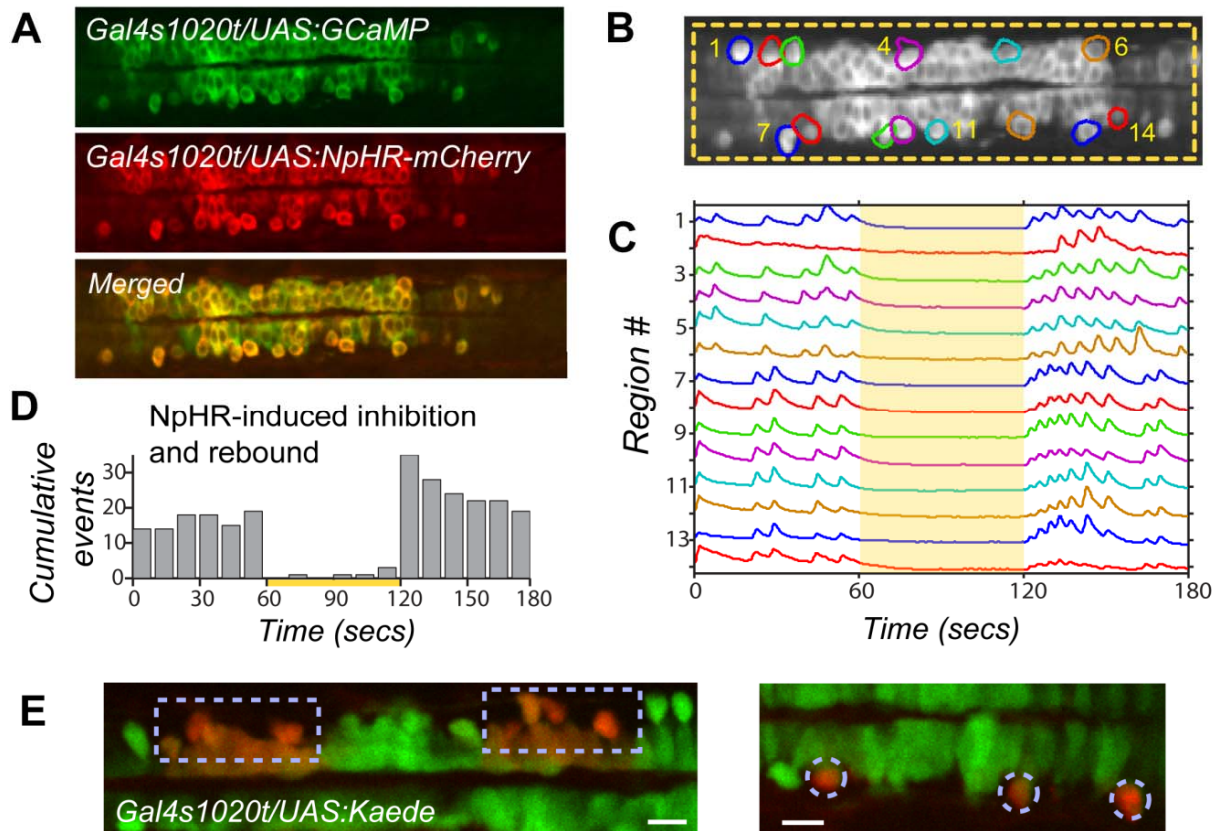 A
Gal4s1020t/UAS:GCaMP
Gal4s1020t/UAS:NpHR-mCherry
Merged
B
1
4
6
7
11
14
C
Region #
1
3
5
7
9
11
13
0
60
120
180
Time (secs)
D
NpHR-induced inhibition
and rebound
Cumulative
events
30
20
10
0
0
30
60
90
120
150
180
Time (secs)
E
Gal4s1020t/UAS:Kaede